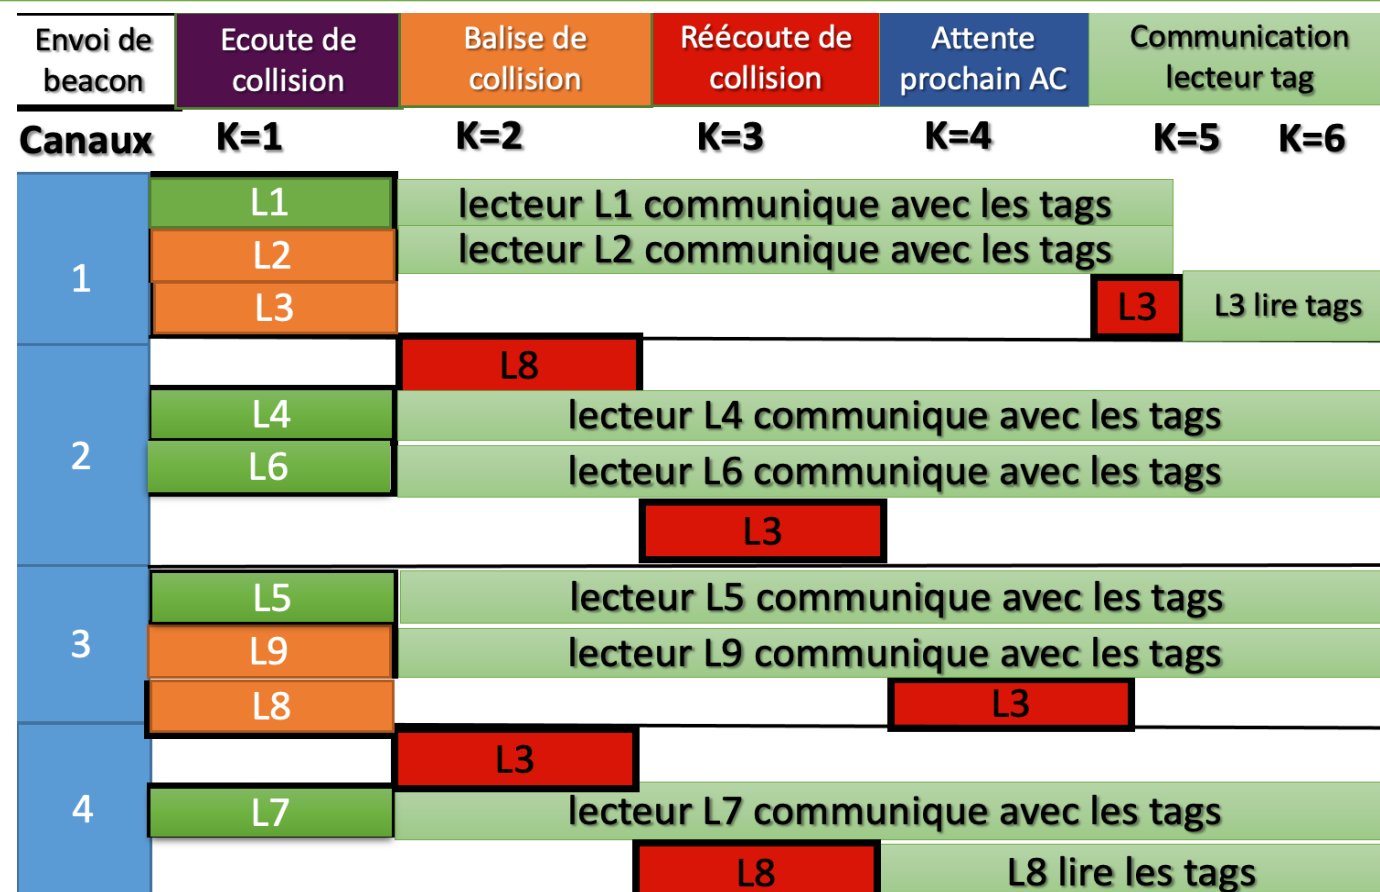 Envoi de
beacon
Ecoute de
collision
Balise de
collision
Réécoute de
collision
Attente
prochain AC
Communication
lecteur tag
Canaux
K=1
K=2
K=3
K=4
K=5
K=6
1
L1
lecteur L1 communique avec les tags
L2
lecteur L2 communique avec les tags
L3
L3
L3 lire tags
2
L8
L4
lecteur L4 communique avec les tags
L6
lecteur L6 communique avec les tags
L3
3
L5
lecteur L5 communique avec les tags
L9
lecteur L9 communique avec les tags
L8
L3
4
L3
L7
lecteur L7 communique avec les tags
L8
L8 lire les tags